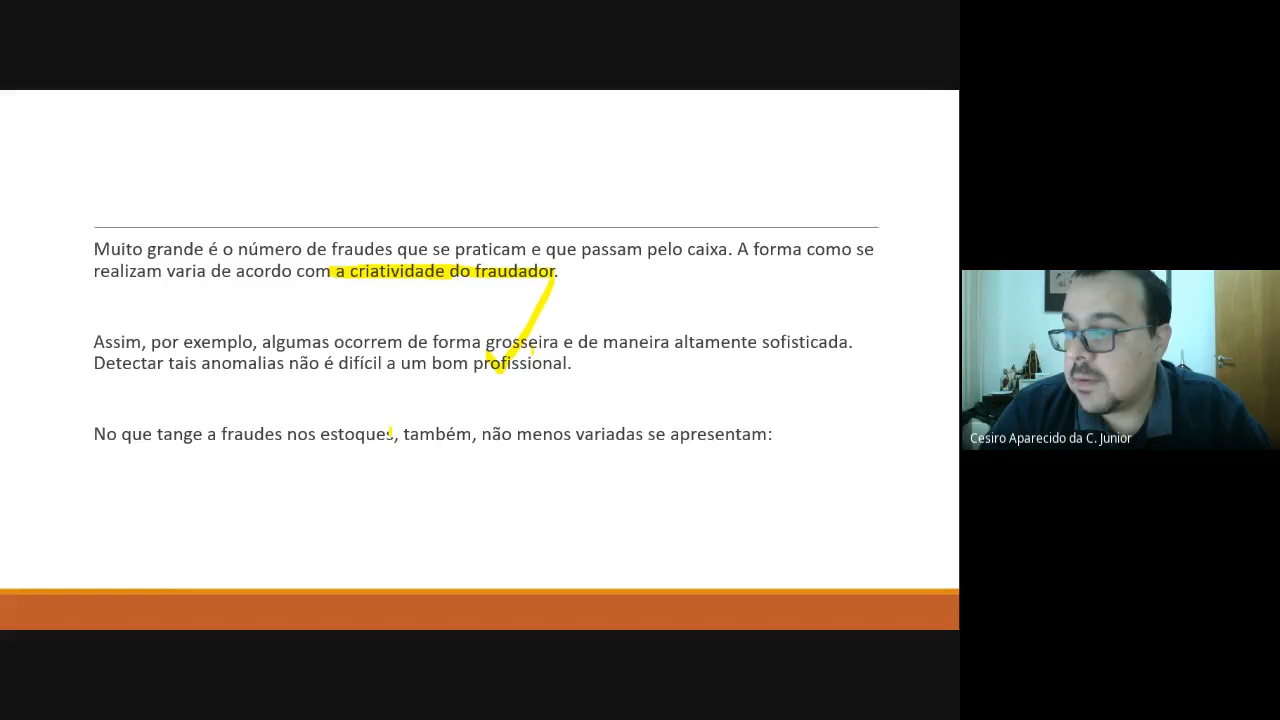 Muito grande é o número de fraudes que se praticam e que passam pelo caixa. A forma como se
realizam varia de acordo com a criatividade do fraudador.
Assim, por exemplo, algumas ocorrem de forma grosseira e de maneira altamente sofisticada.
Detectar tais anomalias não é difícil a um bom profissional.
No que tange a fraudes nos estoques, também, não menos variadas se apresentam:
Cesiro Aparecido da C. Junior